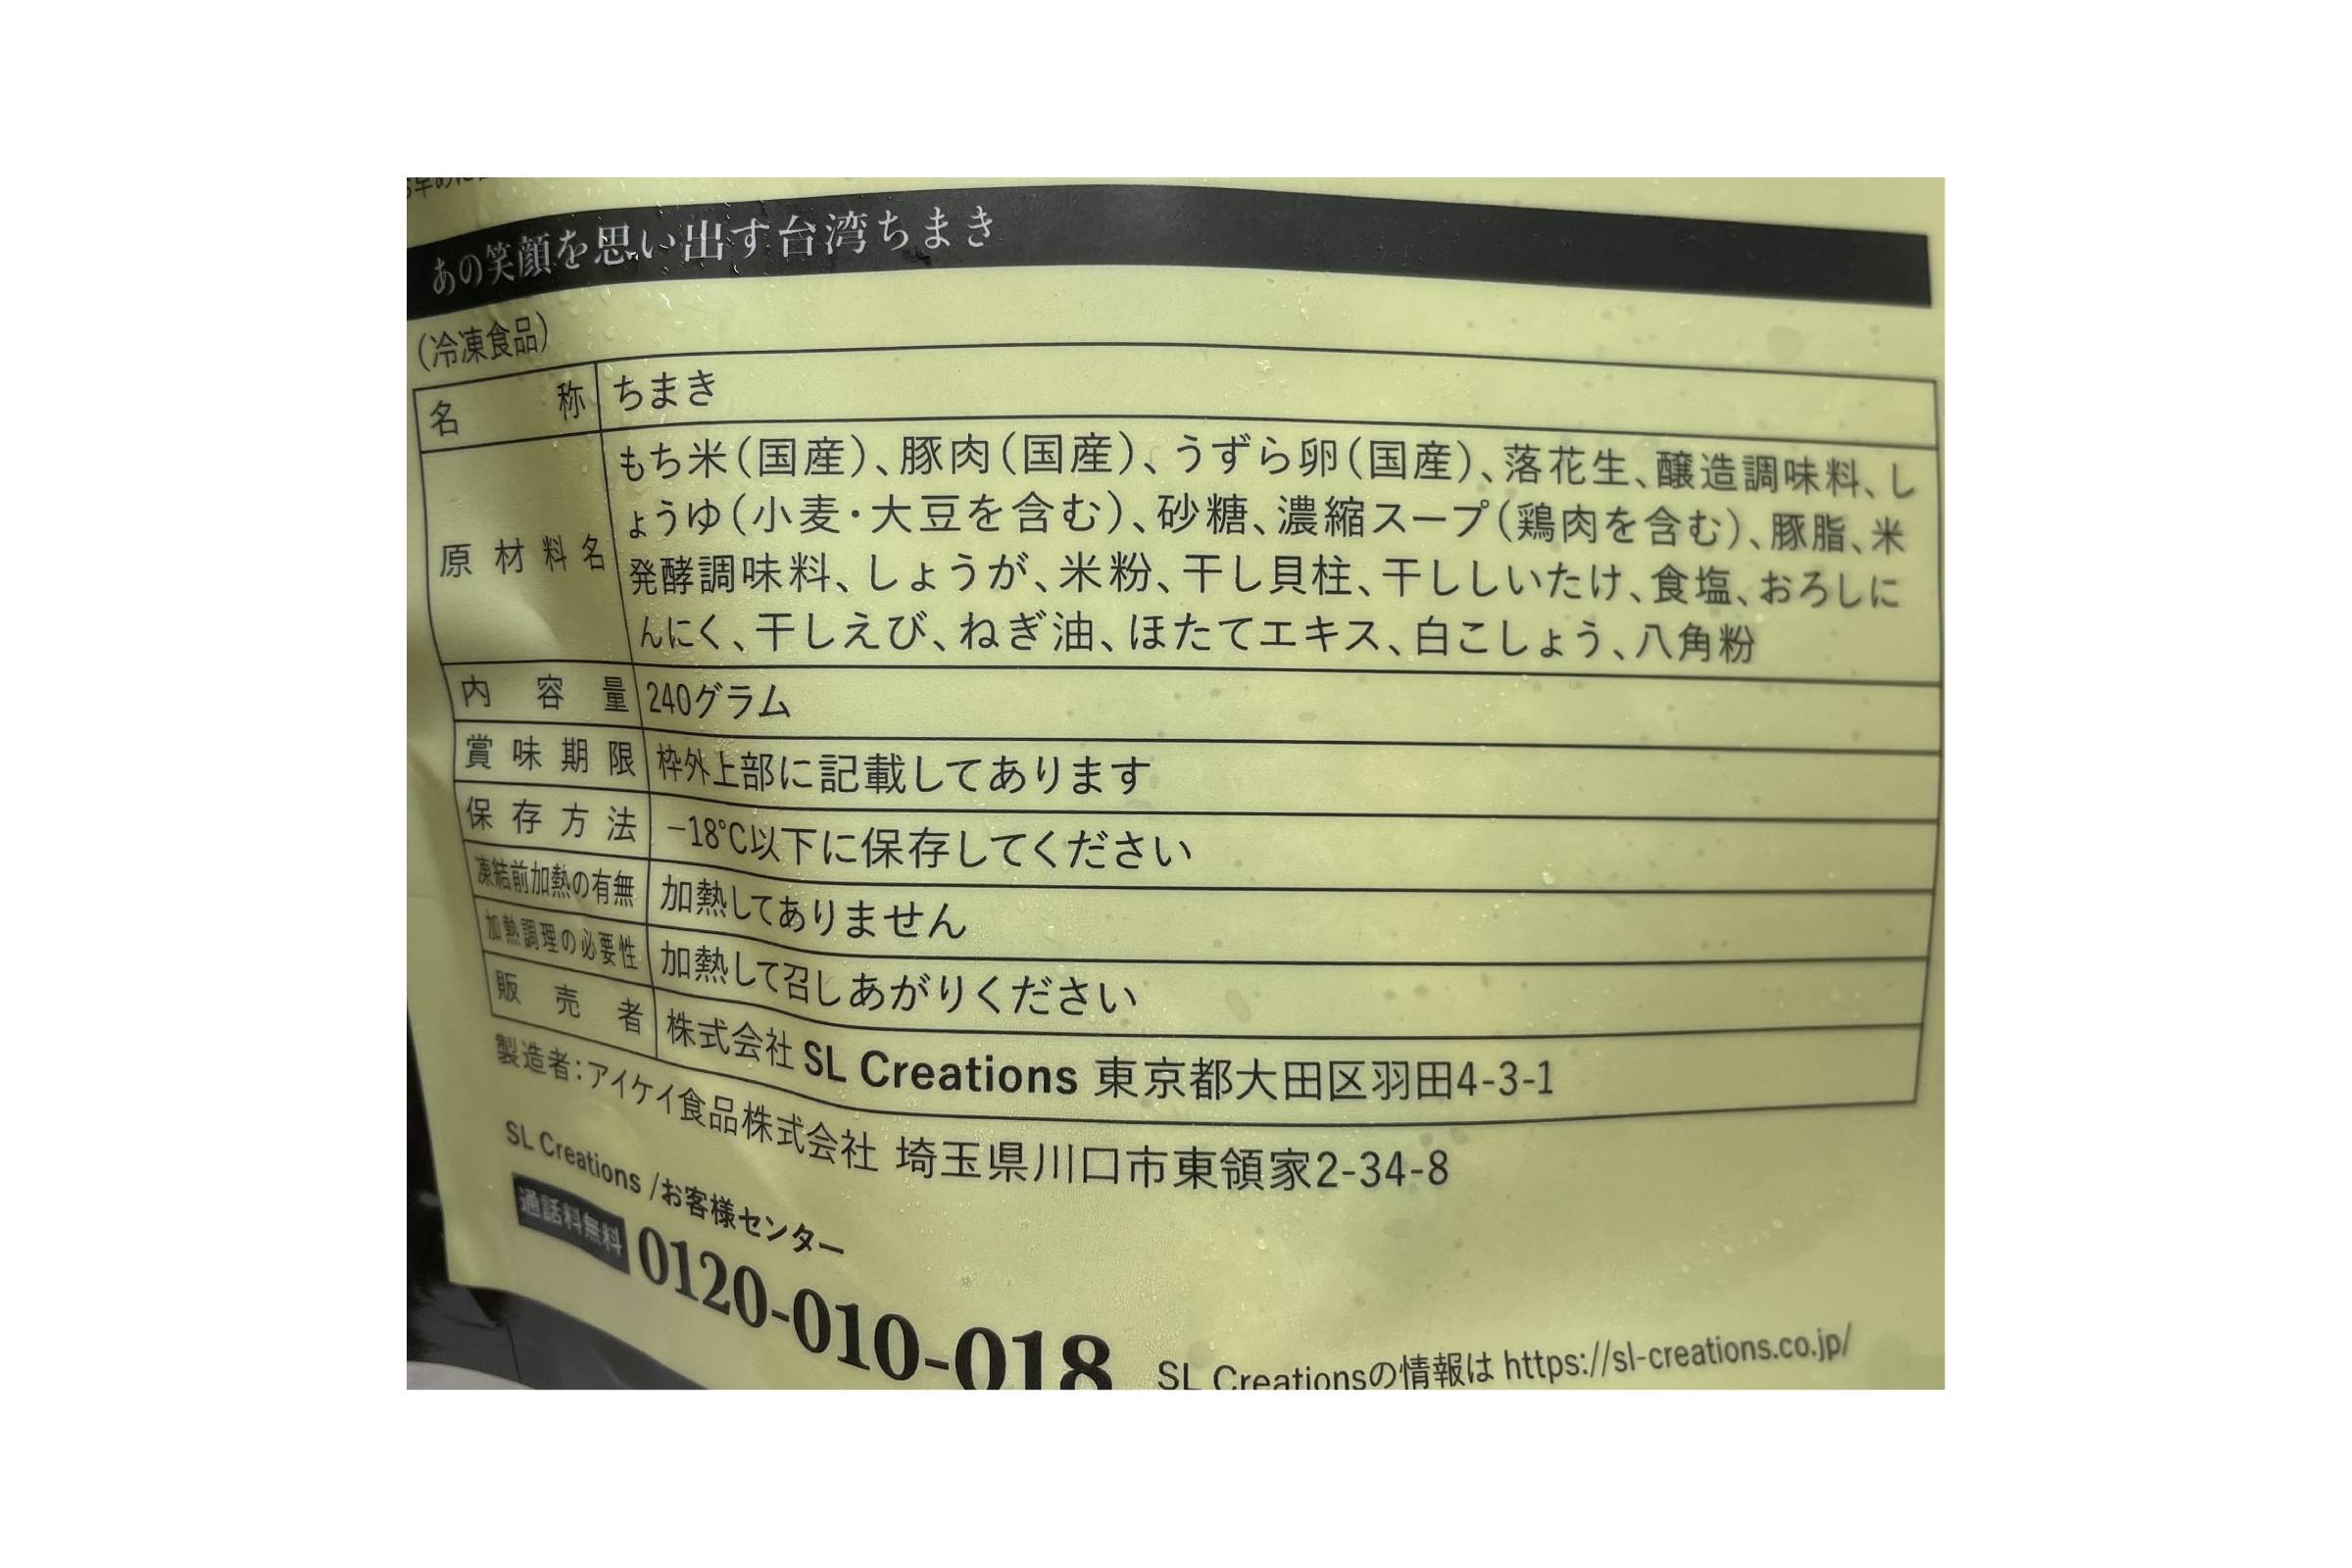 あの笑顔を思い出す台湾ちまき
(冷凍食品)
名称 ちまき
原材料名 もち米(国産)、豚肉(国産)、うずら卵(国産)、落花生、醸造調味料、し
ょうゆ(小麦・大豆を含む)、砂糖、濃縮スープ(鶏肉を含む)、豚脂、米
発酵調味料、しょうが、米粉、干し貝柱、干ししいたけ、食塩、おろしに
んにく、干しえび、ねぎ油、ほたてエキス、白こしょう、八角粉
内容量 240グラム
賞味期限 枠外上部に記載してあります
保存方法 −18℃以下に保存してください
凍結前加熱の有無 加熱してありません
加熱調理の必要性 加熱して召しあがりください
販売者 株式会社 SL Creations 東京都大田区羽田4-3-1
製造者:アイケイ食品株式会社 埼玉県川口市東領家2-34-8
SL Creations /お客様センター
通話料無料 0120-010-018
SL Creationsの情報は https://sl-creations.co.jp/